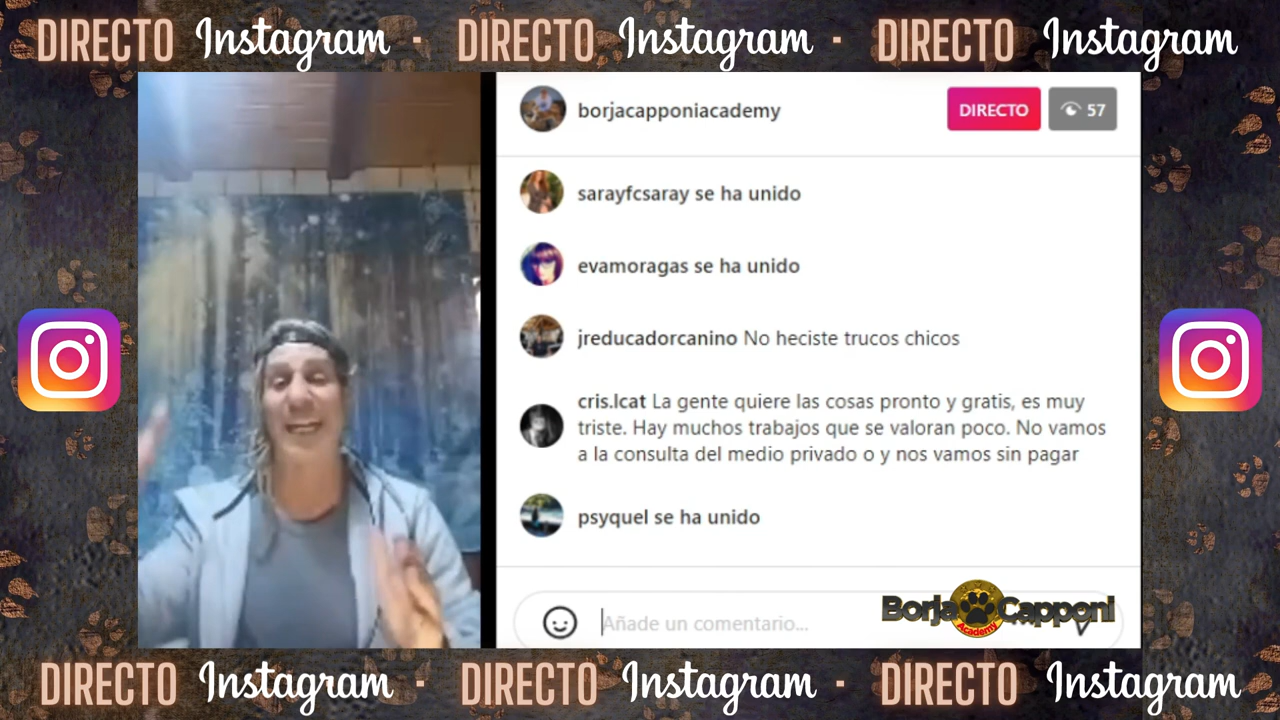 DIRECTO Instagram · DIRECTO Instagram · DIRECTO Instagram
borjacapponiacademy
DIRECTO
57
sarayfcsaray se ha unido
evamoragas se ha unido
jreducadorcanino No heciste trucos chicos
cris.lcat La gente quiere las cosas pronto y gratis, es muy
triste. Hay muchos trabajos que se valoran poco. No vamos
a la consulta del medio privado o y nos vamos sin pagar
psyquel se ha unido
Añade un comentario...
Borja Capponi
Academy
DIRECTO Instagram · DIRECTO Instagram · DIRECTO Instagram